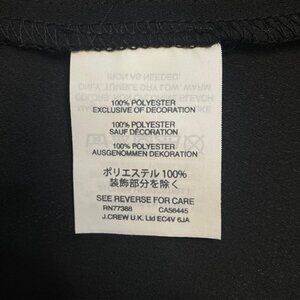 100% POLYESTER
EXCLUSIVE OF DECORATION
100% POLYESTER
SAUF DÉCORATION
100% POLYESTER
AUSGENOMMEN DEKORATION
ポリエステル 100%
装飾部分を除く
SEE REVERSE FOR CARE
RN77388 CA56445
J.CREW U.K. Ltd EC4V 6JA